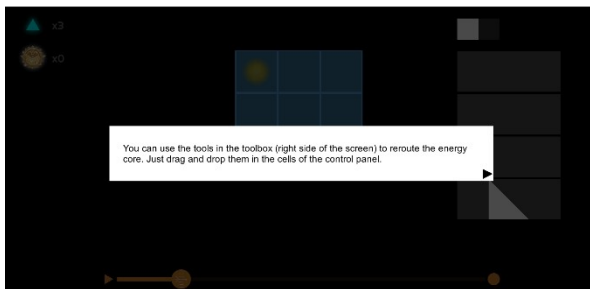 x3
x0
You can use the tools in the toolbox (right side of the screen) to reroute the energy
core. Just drag and drop them in the cells of the control panel.